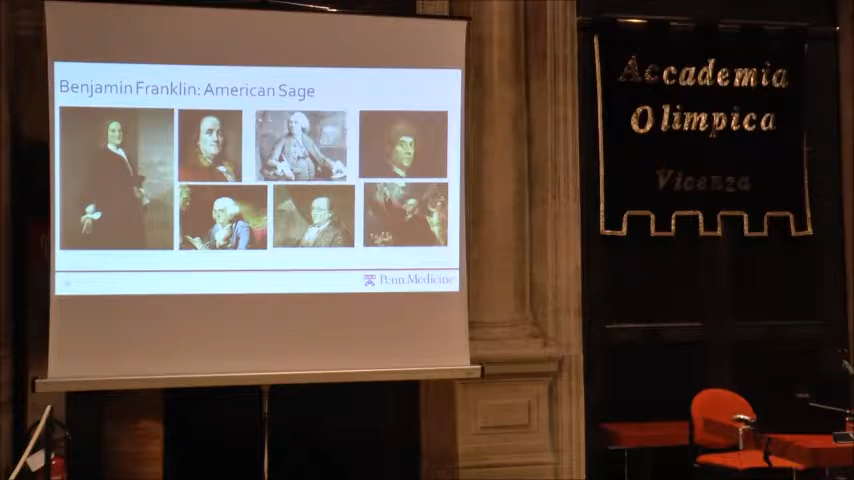 Benjamin Franklin: American Sage
Penn Medicine
Accademia
Olimpica
Vicenza